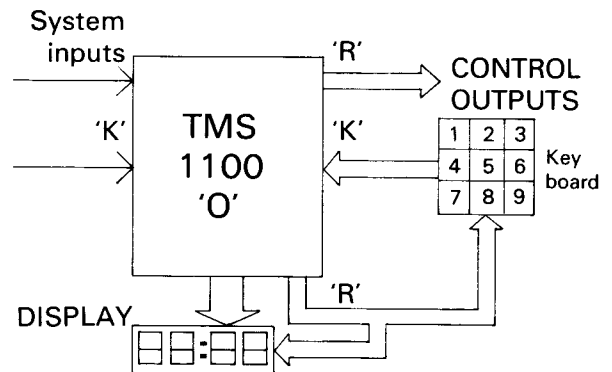 System
inputs
'R'
CONTROL
OUTPUTS
'K'
TMS
1100
'O'
'K'
1 2 3
4 5 6
7 8 9
Key
board
'R'
DISPLAY